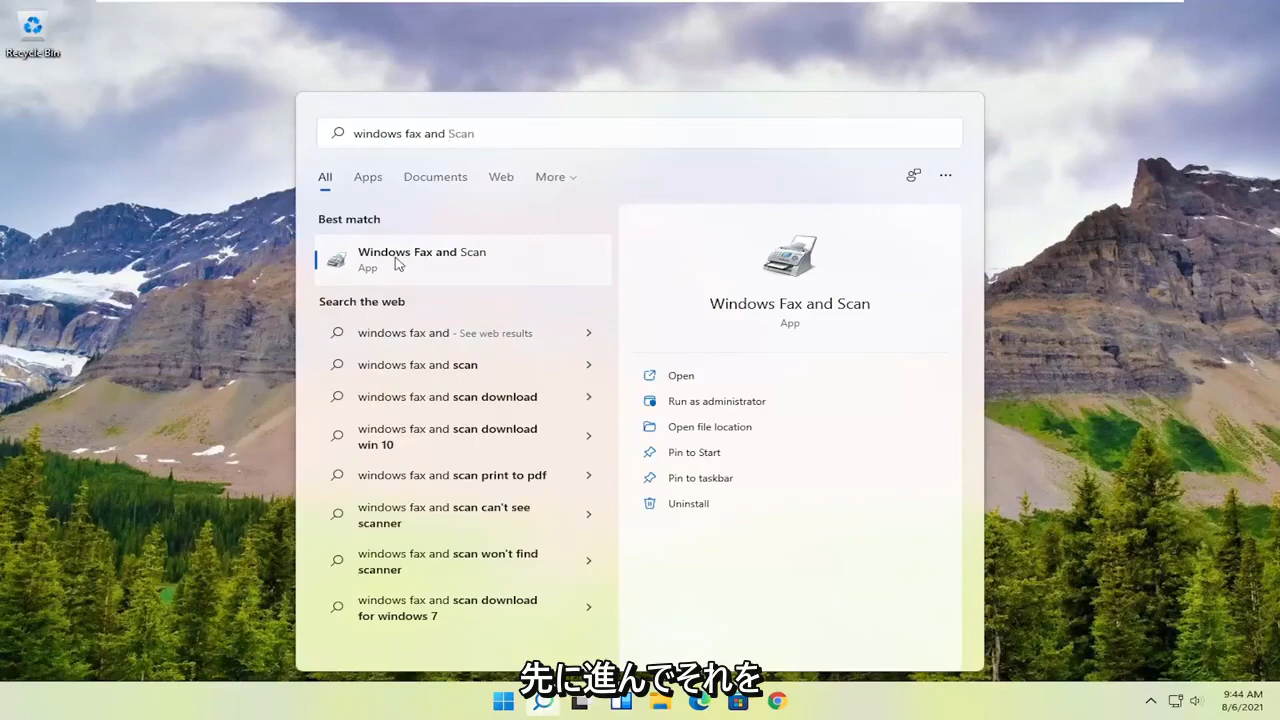 Recycle Bin
windows fax and Scan
All Apps Documents Web More
Best match
Windows Fax and Scan
App
Search the web
windows fax and - See web results
windows fax and scan
windows fax and scan download
windows fax and scan download
win 10
windows fax and scan print to pdf
windows fax and scan can't see
scanner
windows fax and scan won't find
scanner
windows fax and scan download
for windows 7
Windows Fax and Scan
App
Open
Run as administrator
Open file location
Pin to Start
Pin to taskbar
Uninstall
先に進んでそれを
9:44 AM
8/6/2021